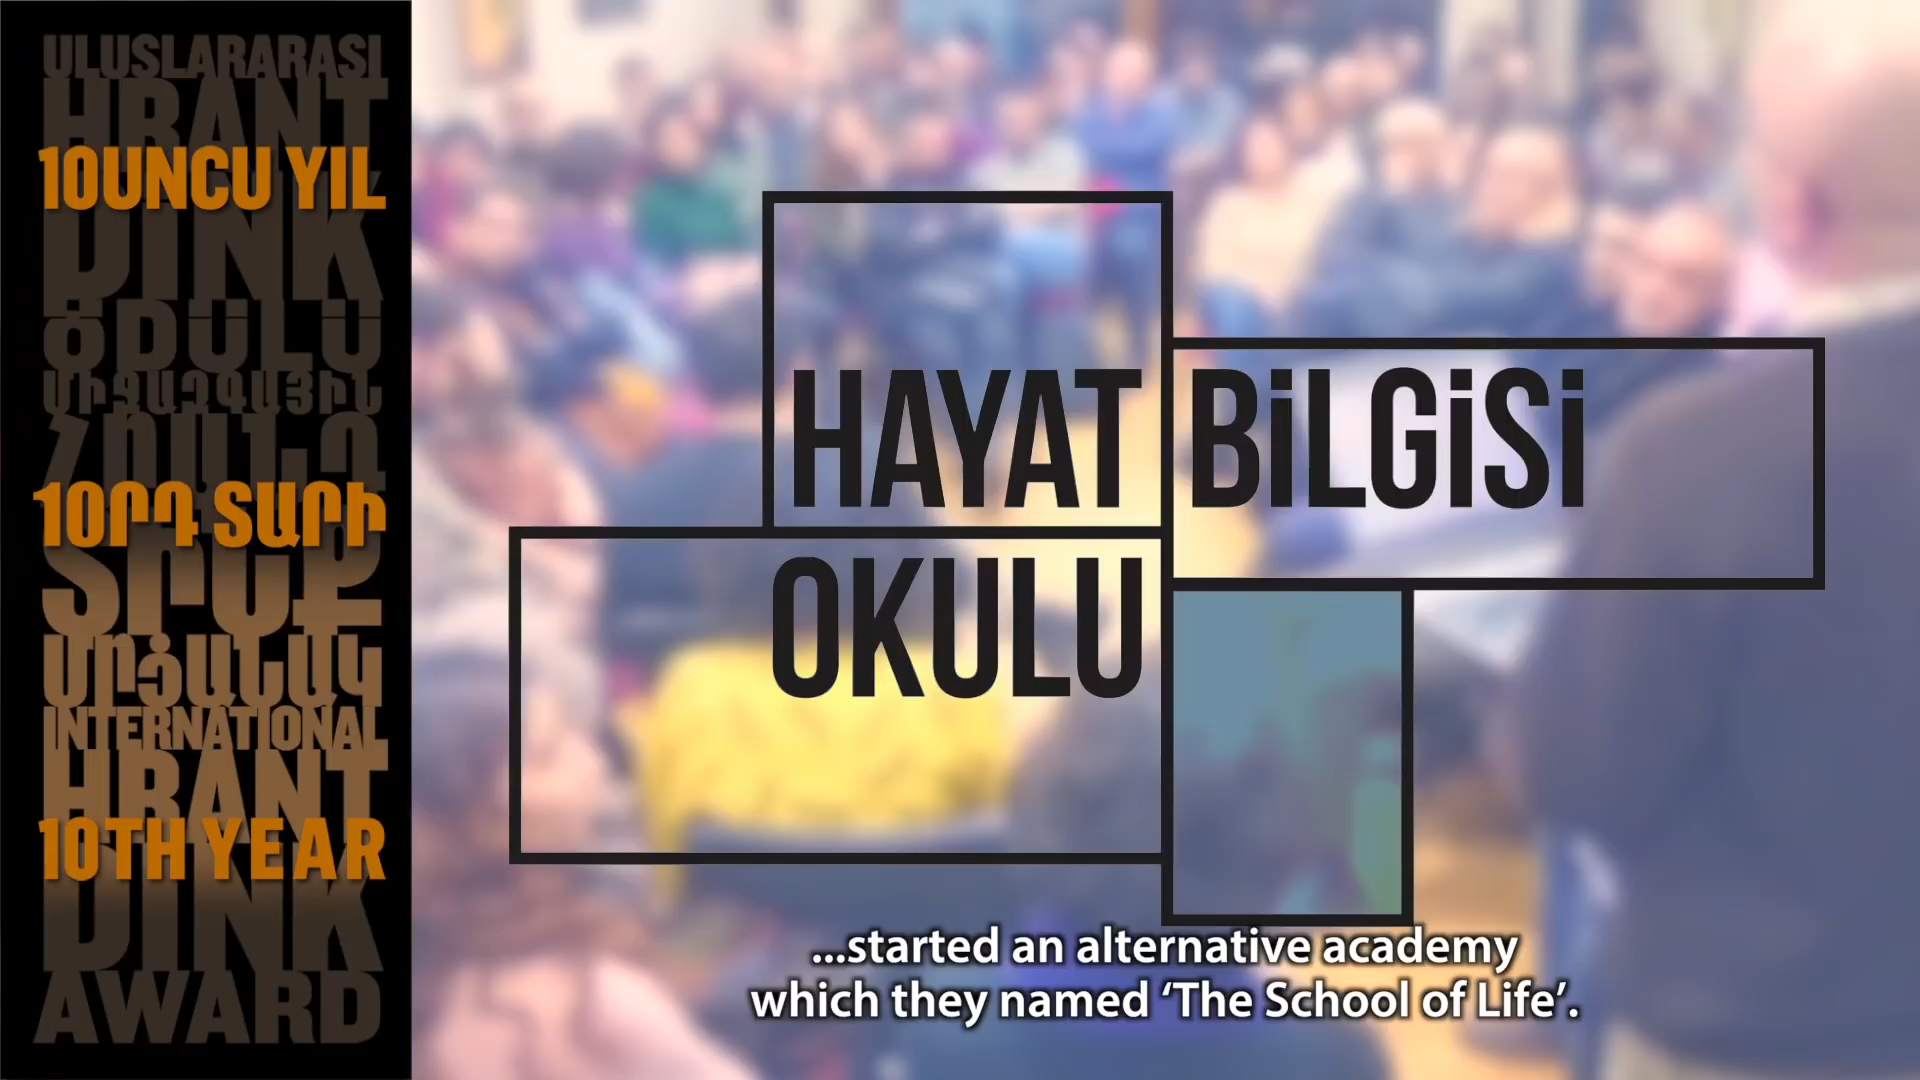 ULUSLARARASI
HRANT
10UNCU YIL
DINK
ÖDÜLÜ
ՄԻՋԱԶԳԱՅԻՆ
ՀՐԱՆԴ
10ՐԴ ՏԱՐԻ
ՏԻՆՔ
ՄՐՑԱՆԱԿ
INTERNATIONAL
HRANT
10TH YEAR
DINK
AWARD
HAYAT BiLGiSi
OKULU
...started an alternative academy
which they named ‘The School of Life’.